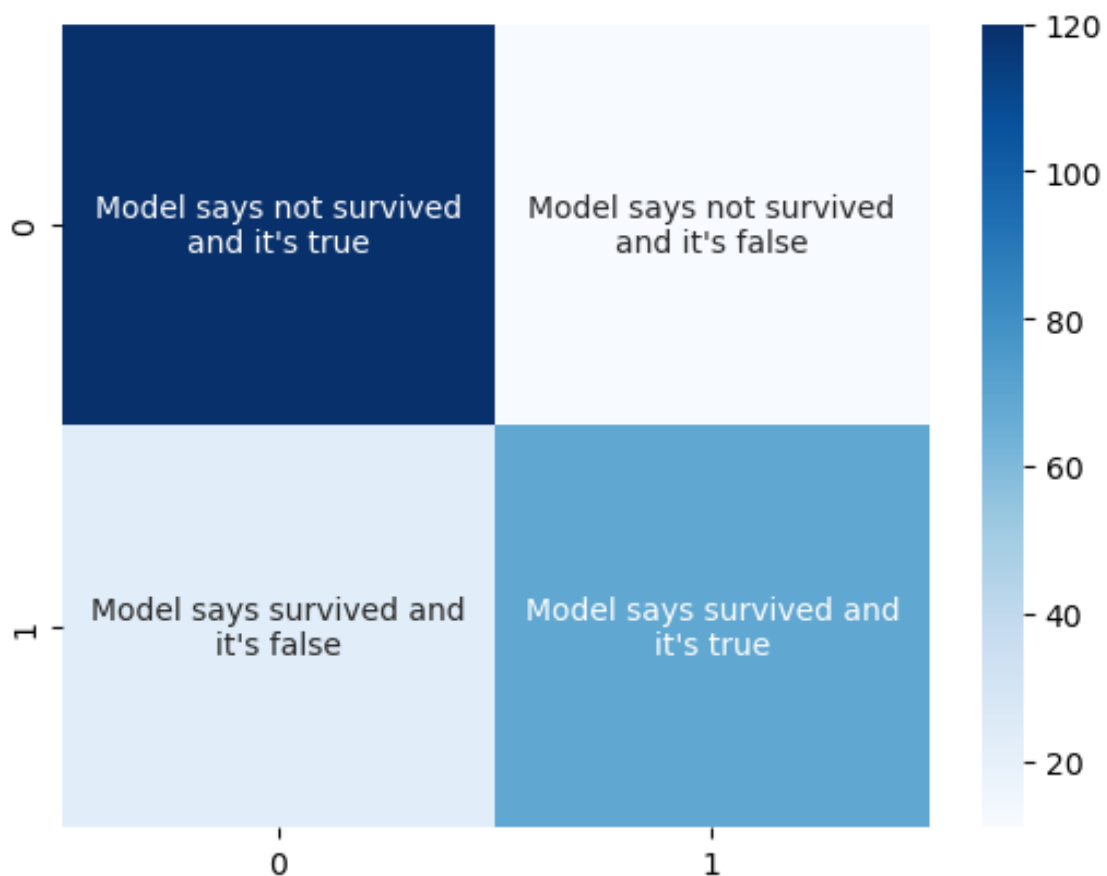 120
100
80
60
40
20
0
Model says not survived
and it's true
Model says not survived
and it's false
1
Model says survived and
it's false
Model says survived and
it's true
0
1